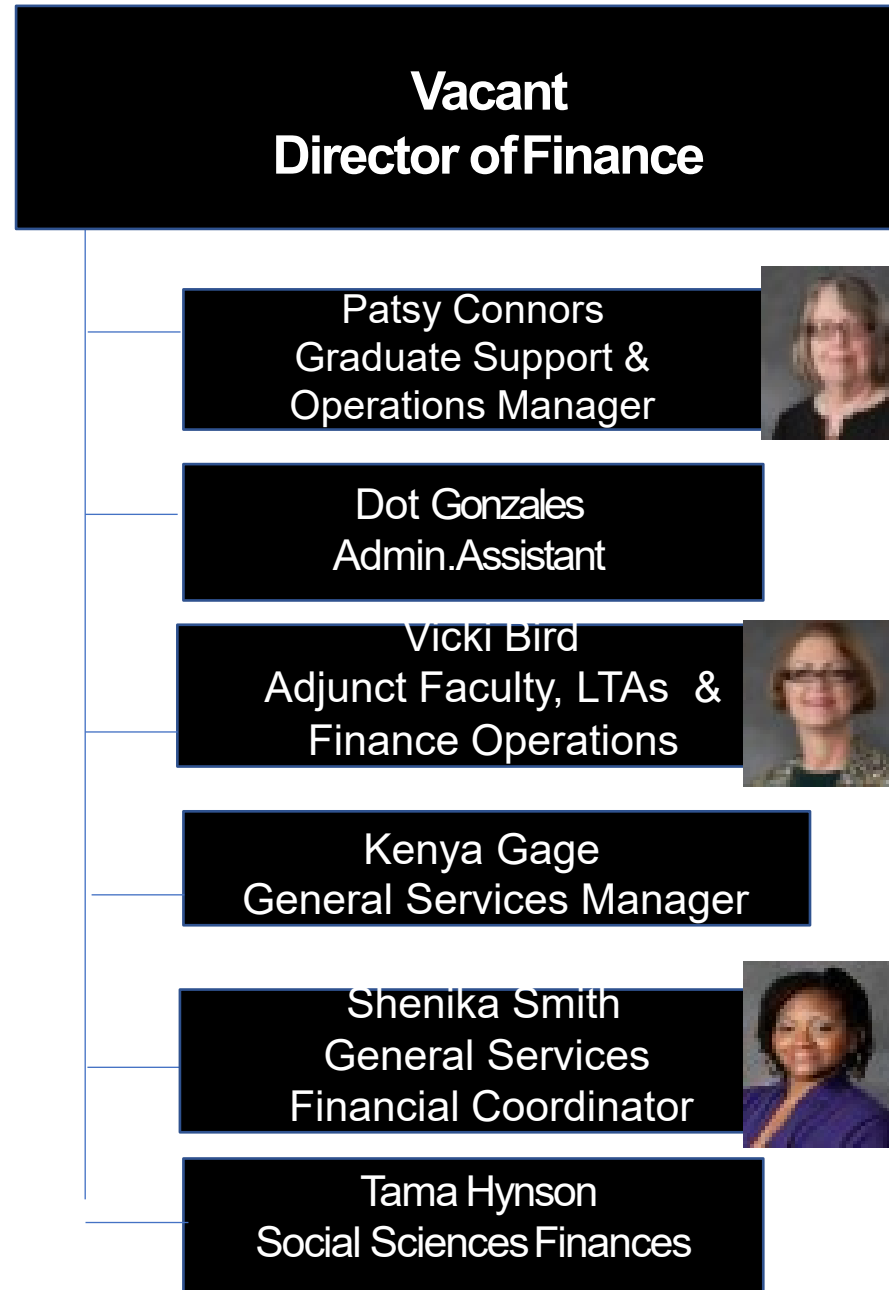 Vacant
Director of Finance
Patsy Connors
Graduate Support &
Operations Manager
Dot Gonzales
Admin.Assistant
Vicki Bird
Adjunct Faculty, LTAs &
Finance Operations
Kenya Gage
General Services Manager
Shenika Smith
General Services
Financial Coordinator
Tama Hynson
Social Sciences Finances